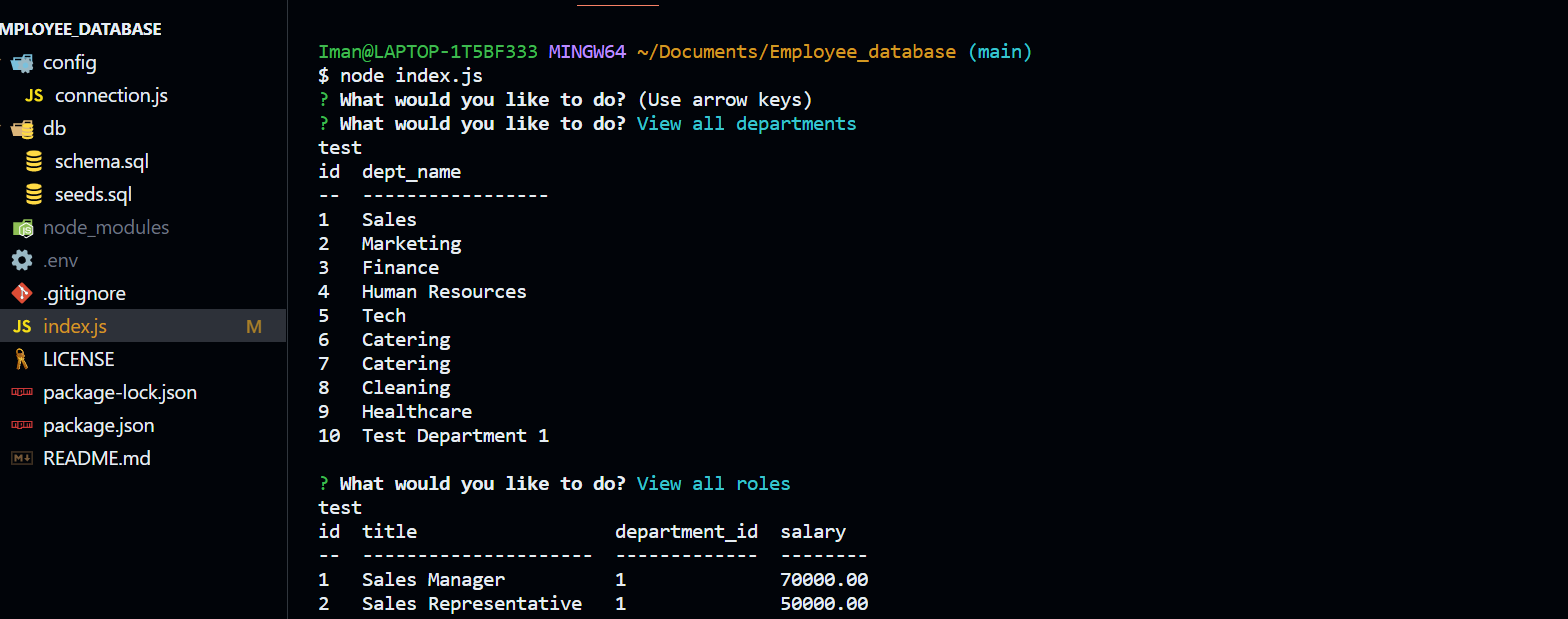 MPLOYEE_DATABASE
config
JS connection.js
db
schema.sql
seeds.sql
node_modules
.env
.gitignore
JS index.js M
LICENSE
package-lock.json
package.json
README.md
Iman@LAPTOP-1T5BF333 MINGW64 ~/Documents/Employee_database (main)
$ node index.js
? What would you like to do? (Use arrow keys)
? What would you like to do? View all departments
test
id dept_name
-- -----------------
1 Sales
2 Marketing
3 Finance
4 Human Resources
5 Tech
6 Catering
7 Catering
8 Cleaning
9 Healthcare
10 Test Department 1
? What would you like to do? View all roles
test
id title department_id salary
-- --------------------- ------------- --------
1 Sales Manager 1 70000.00
2 Sales Representative 1 50000.00